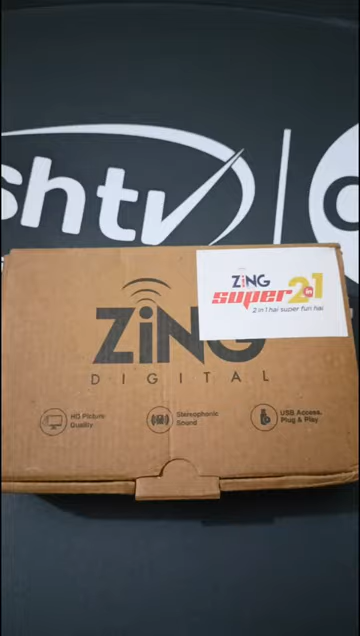 shtv
ZiNG
super 2in1
2 in 1 hai super fun hai
ZiNG
DIGITAL
HD Picture
Quality
Stereophonic
Sound
USB Access,
Plug & Play